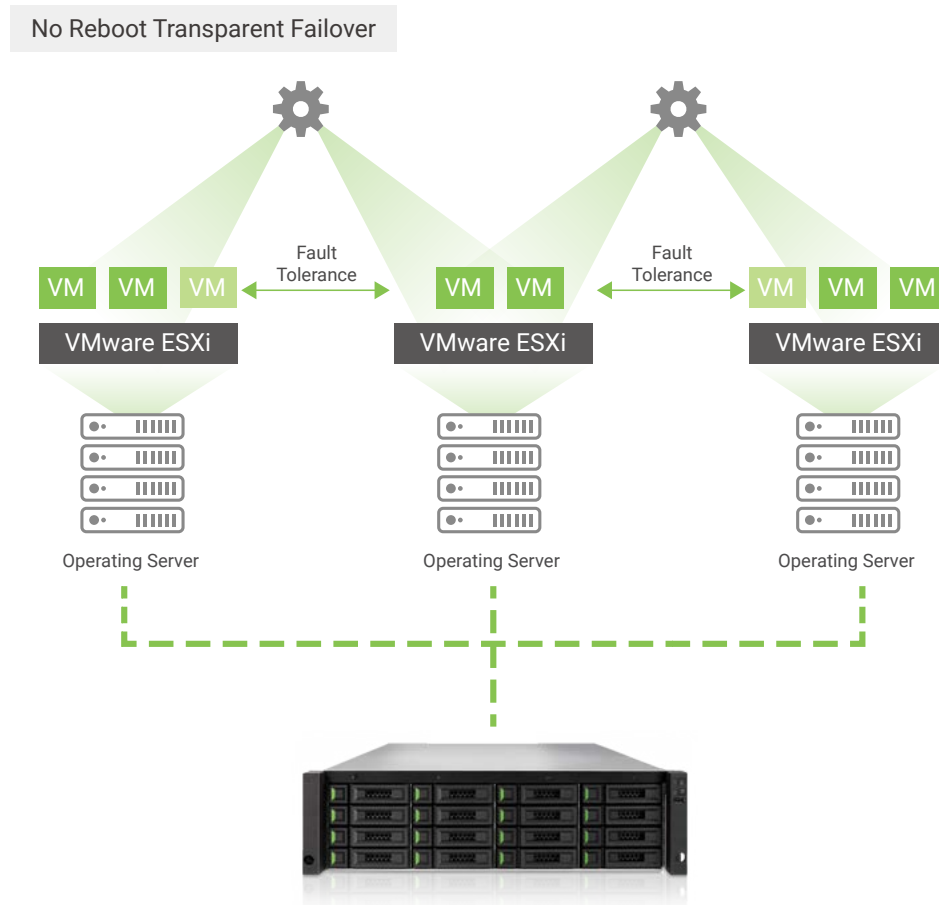 No Reboot Transparent Failover
Fault
Tolerance
Fault
Tolerance
VM VM VM VM VM VM VM VM
VMware ESXi VMware ESXi VMware ESXi
Operating Server Operating Server Operating Server